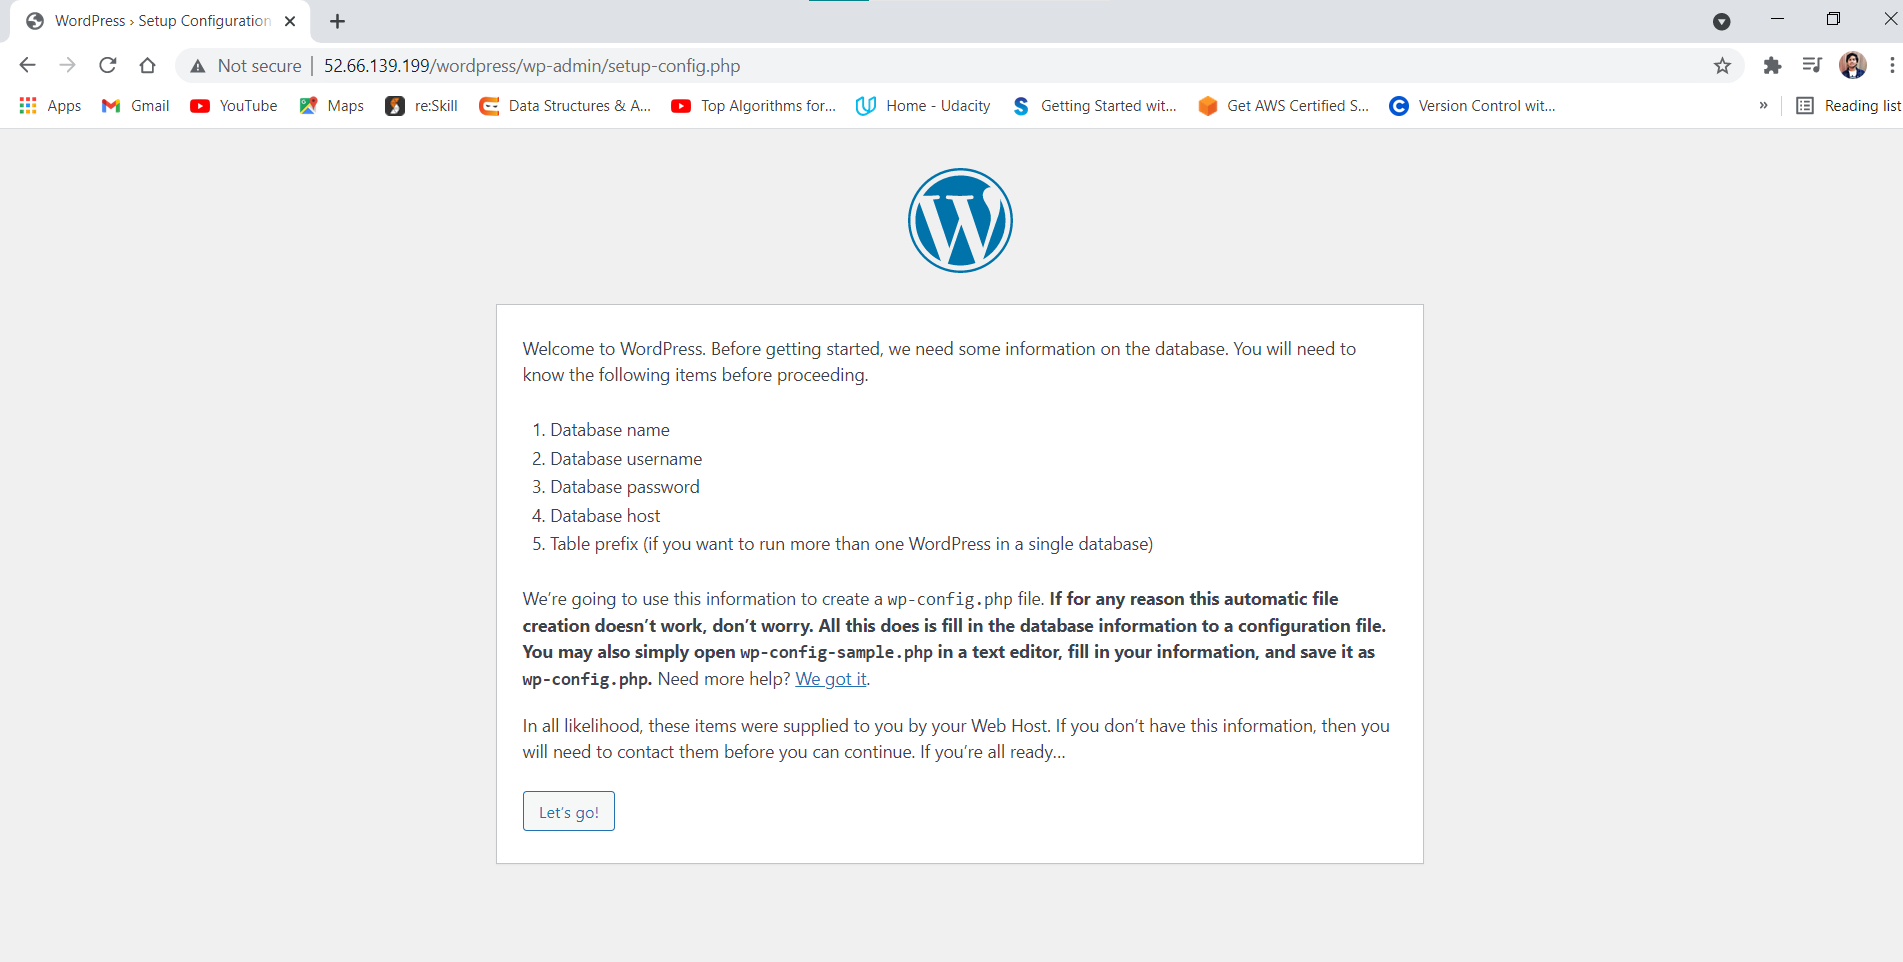 WordPress › Setup Configuration
Not secure | 52.66.139.199/wordpress/wp-admin/setup-config.php
Apps Gmail YouTube Maps re:Skill Data Structures & A... Top Algorithms for... Home - Udacity Getting Started wit... Get AWS Certified S... Version Control wit... » Reading list
Welcome to WordPress. Before getting started, we need some information on the database. You will need to
know the following items before proceeding.
1. Database name
2. Database username
3. Database password
4. Database host
5. Table prefix (if you want to run more than one WordPress in a single database)
We’re going to use this information to create a wp-config.php file. If for any reason this automatic file
creation doesn’t work, don’t worry. All this does is fill in the database information to a configuration file.
You may also simply open wp-config-sample.php in a text editor, fill in your information, and save it as
wp-config.php. Need more help? We got it.
In all likelihood, these items were supplied to you by your Web Host. If you don’t have this information, then you
will need to contact them before you can continue. If you’re all ready…
Let’s go!